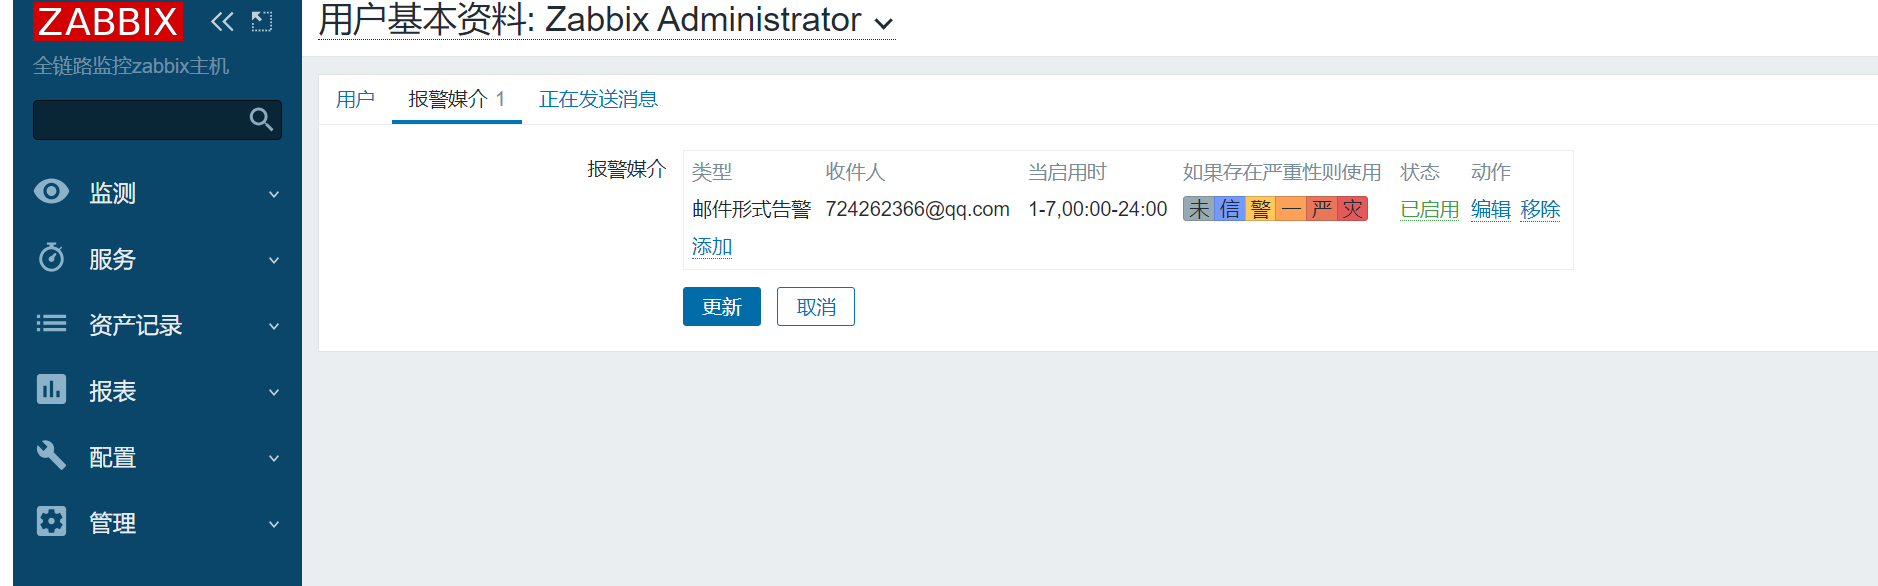 ZABBIX
全链路监控zabbix主机
监测
服务
资产记录
报表
配置
管理
用户基本资料: Zabbix Administrator
用户 报警媒介 1 正在发送消息
报警媒介 类型 收件人 当启用时 如果存在严重性则使用 状态 动作
邮件形式告警 724262366@qq.com 1-7,00:00-24:00 未 信 警 一 严 灾 已启用 编辑 移除
添加
更新 取消